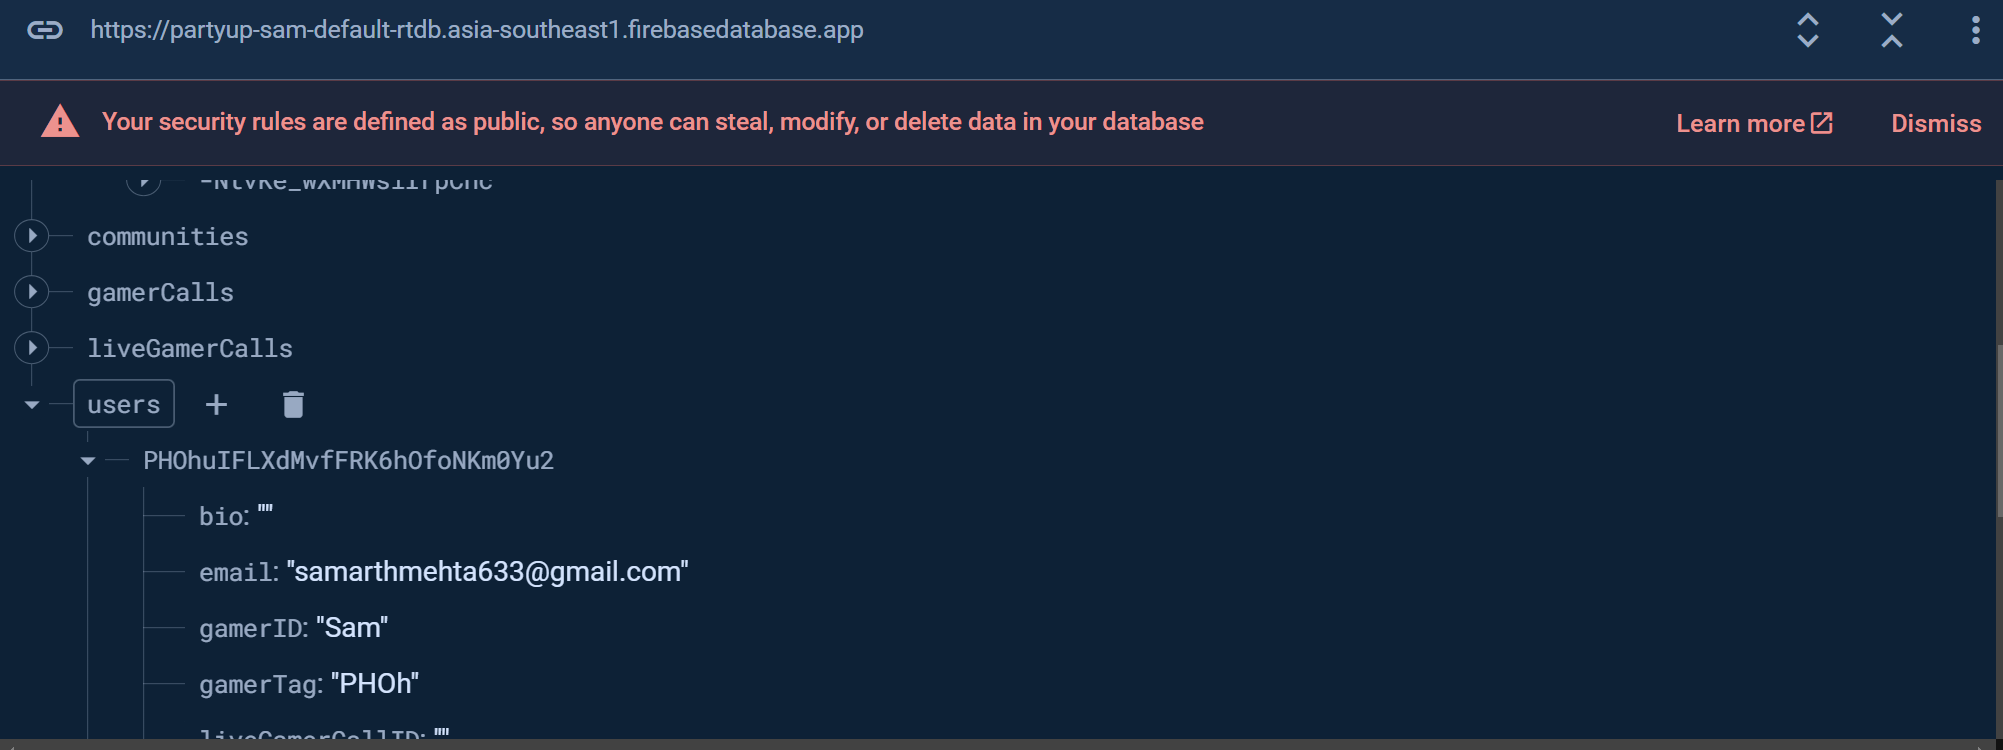 https://partyup-sam-default-rtdb.asia-southeast1.firebasedatabase.app
Your security rules are defined as public, so anyone can steal, modify, or delete data in your database
Learn more
Dismiss
communities
gamerCalls
liveGamerCalls
users
PHOhuIFLXdMvfFRK6hOfoNKm0Yu2
bio: ""
email: "samarthmehta633@gmail.com"
gamerID: "Sam"
gamerTag: "PHOh"
liveGamerCallID: ""